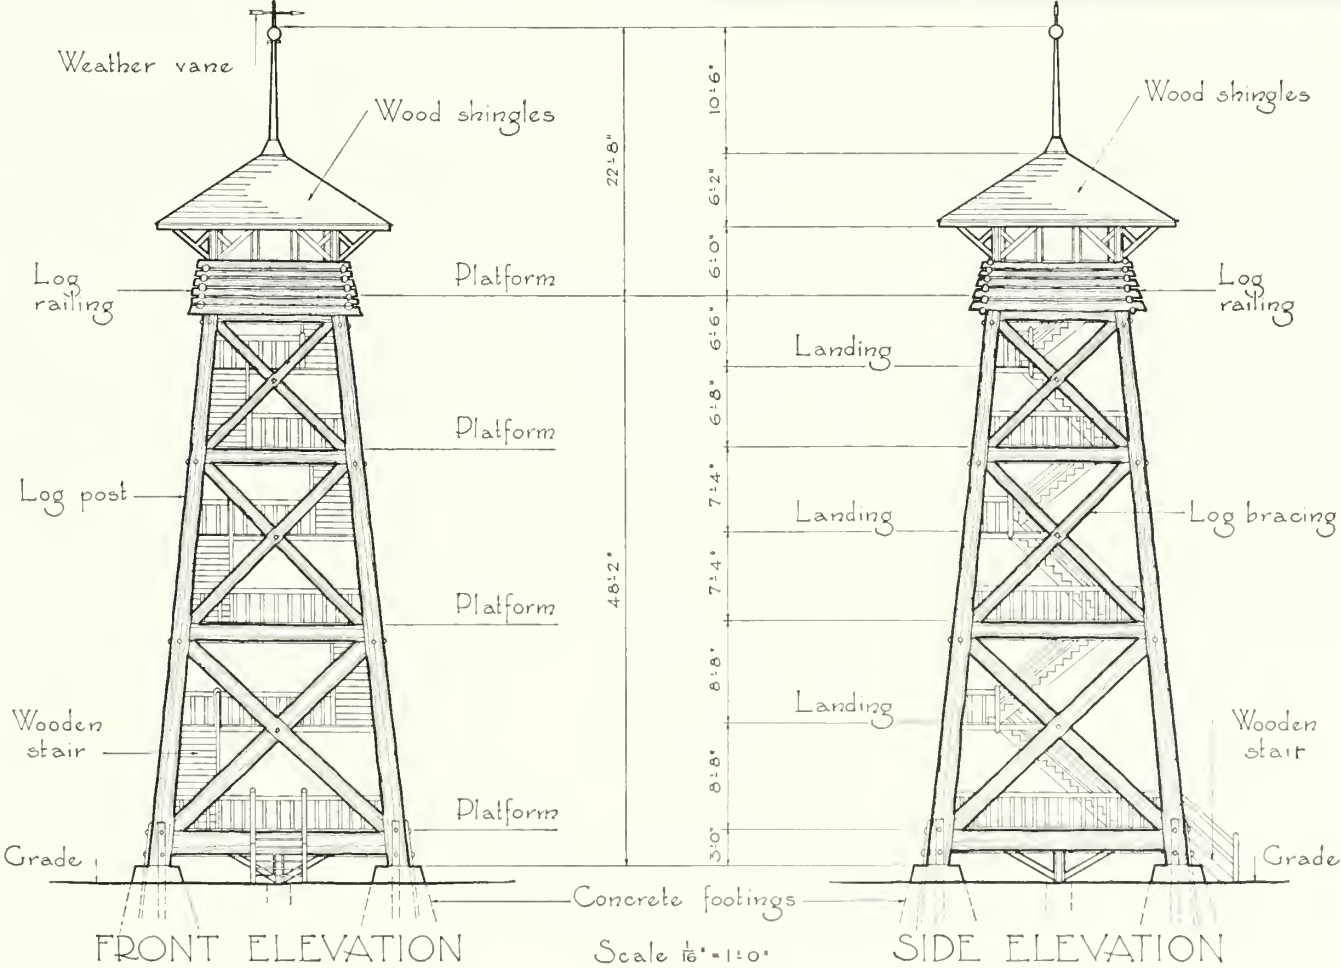 Weather vane
Wood shingles
Wood shingles
22'-8"
10'-6"
6'-2"
6'-0"
Log
railing
Platform
Log
railing
6'-6"
Landing
6'-8"
Platform
Log post
7'-4"
Landing
Log bracing
48'-2"
7'-4"
Platform
8'-8"
Landing
Wooden
stair
Wooden
stair
8'-8"
Platform
3'-0"
Grade
Grade
Concrete footings
FRONT ELEVATION
Scale 1/16" = 1'-0"
SIDE ELEVATION